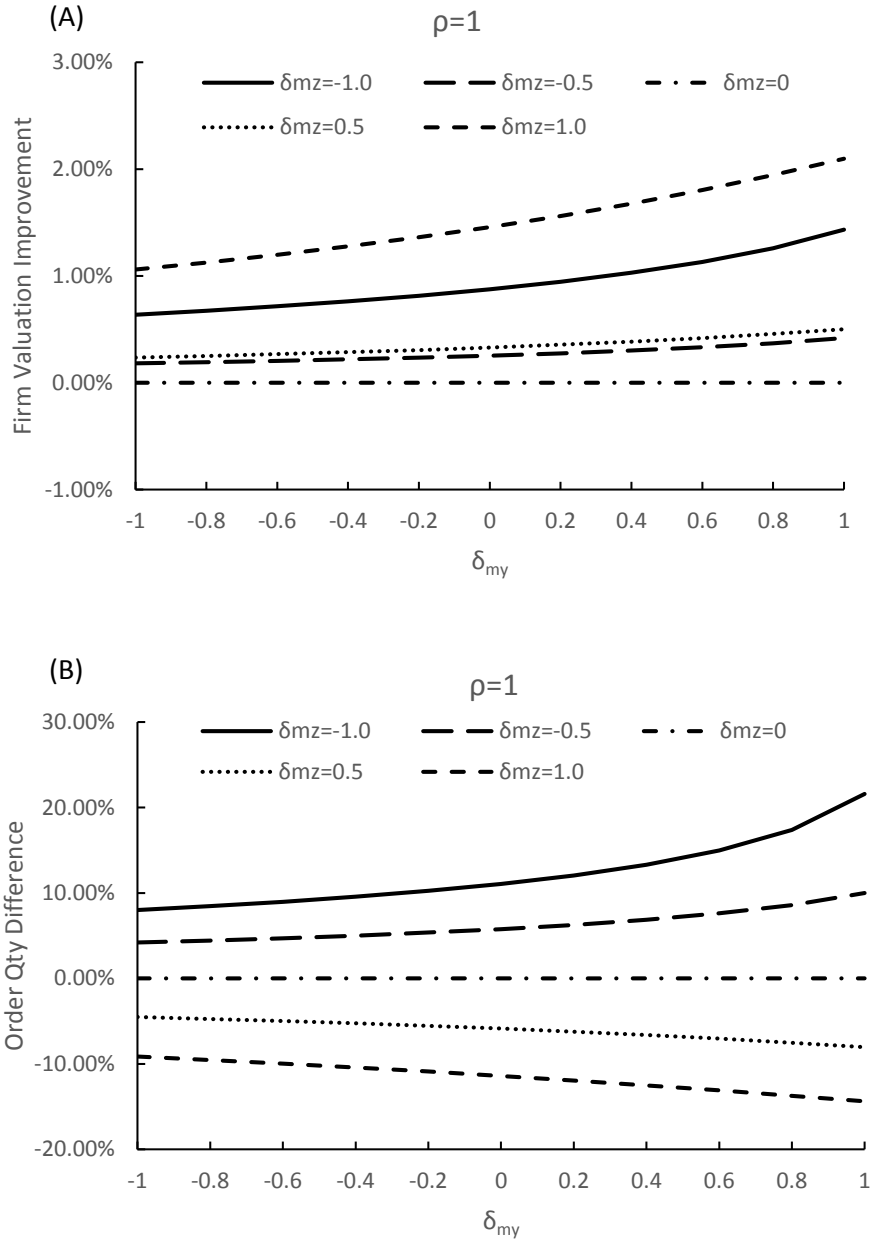 (A)
ρ=1
3.00%
δmz=-1.0 δmz=-0.5 δmz=0
δmz=0.5 δmz=1.0
2.00%
1.00%
0.00%
-1.00%
Firm Valuation Improvement
-1 -0.8 -0.6 -0.4 -0.2 0 0.2 0.4 0.6 0.8 1
δmy
(B)
ρ=1
30.00%
δmz=-1.0 δmz=-0.5 δmz=0
δmz=0.5 δmz=1.0
20.00%
10.00%
0.00%
-10.00%
-20.00%
Order Qty Difference
-1 -0.8 -0.6 -0.4 -0.2 0 0.2 0.4 0.6 0.8 1
δmy